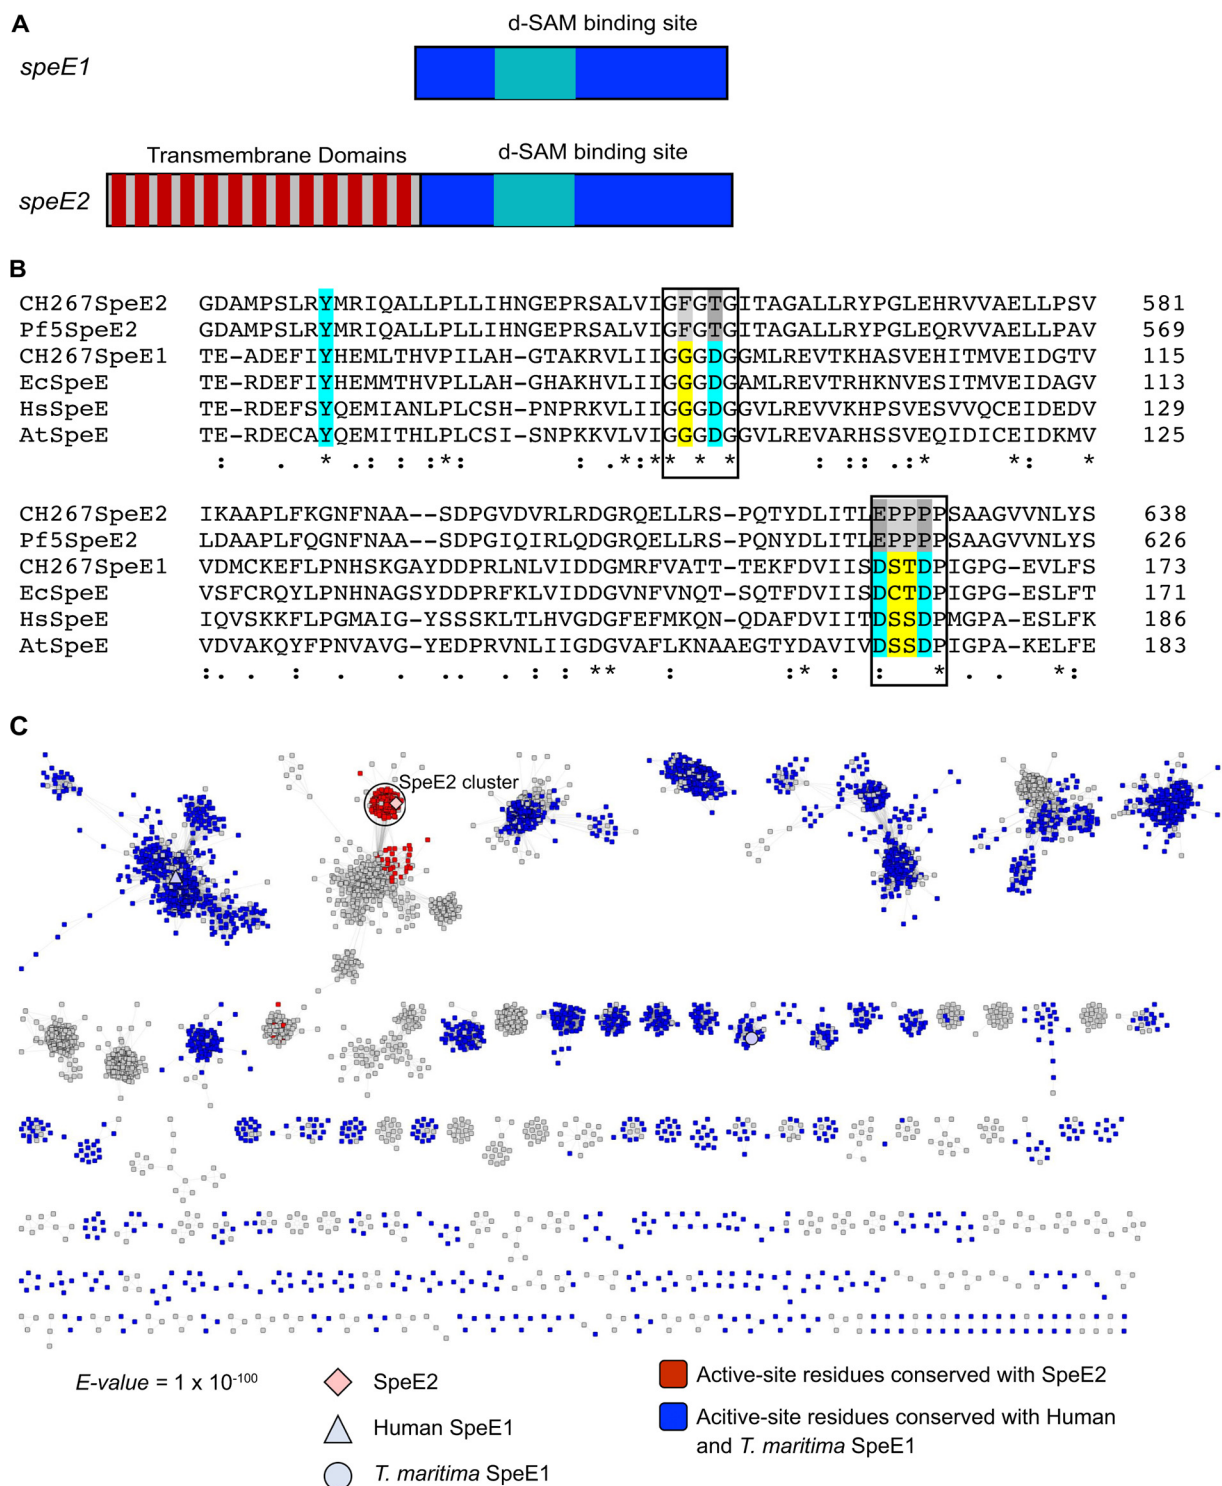 A
d-SAM binding site
speE1
Transmembrane Domains
d-SAM binding site
speE2
B
CH267SpeE2 GDAMPSLRYMRIQALLPLLIHNGEPRSALVIGFGTGITAGALLRYPGLEHRVVAELLPSV 581
Pf5SpeE2 GDAMPSLRYMRIQALLPLLIHNGEPRSALVIGFGTGITAGALLRYPGLEQRVVAELLPAV 569
CH267SpeE1 TE-ADEFIYHEMLTHVPILAH-GTAKRVLIIGGGDGGMLREVTKHASVEHITMVEIDGTV 115
EcSpeE TE-RDEFIYHEMMTHVPLLAH-GHAKHVLIIGGGDGAMLREVTRHKNVESITMVEIDAGV 113
HsSpeE TE-RDEFSYQEMIANLPLCSH-PNPRKVLIIGGGDGGVLREVVKHPSVESVVQCEIDEDV 129
AtSpeE TE-RDECAYQEMITHLPLCSI-SNPKKVLVIGGGDGGVLREVARHSSVEQIDICEIDKMV 125
: . * .: : :*: : .*:** * * : : .:* *: *
CH267SpeE2 IKAAPLFKGNFNAA--SDPGVDVRLRDGRQELLRS-PQTYDLITLEPPPPSAAGVVNLYS 638
Pf5SpeE2 LDAAPLFQGNFNAA--SDPGIQIRLQDGRQELLRS-PQNYDLITLEPPPPSAAGVVNLYS 626
CH267SpeE1 VDMCKEFLPNHSKGAYDDPRLNLVIDDGMRFVATT-TEKFDVIISDSTDPIGPG-EVLFS 173
EcSpeE VSFCRQYLPNHNAGSYDDPRFKLVIDDGVNFVNQT-SQTFDVIISDCTDPIGPG-ESLFT 171
HsSpeE IQVSKKFLPGMAIG-YSSSKLTLHVGDGFEFMKQN-QDAFDVIITDSSDPMGPA-ESLFK 186
AtSpeE VDVAKQYFPNVAVG-YEDPRVNLIIGDGVAFLKNAAEGTYDAVIVDSSDPIGPA-KELFE 183
:. . : . . .. . : : ** : :* : : * . . *:
C
SpeE2 cluster
E-value = 1 x 10-100
SpeE2
Human SpeE1
T. maritima SpeE1
Active-site residues conserved with SpeE2
Acitive-site residues conserved with Human
and T. maritima SpeE1